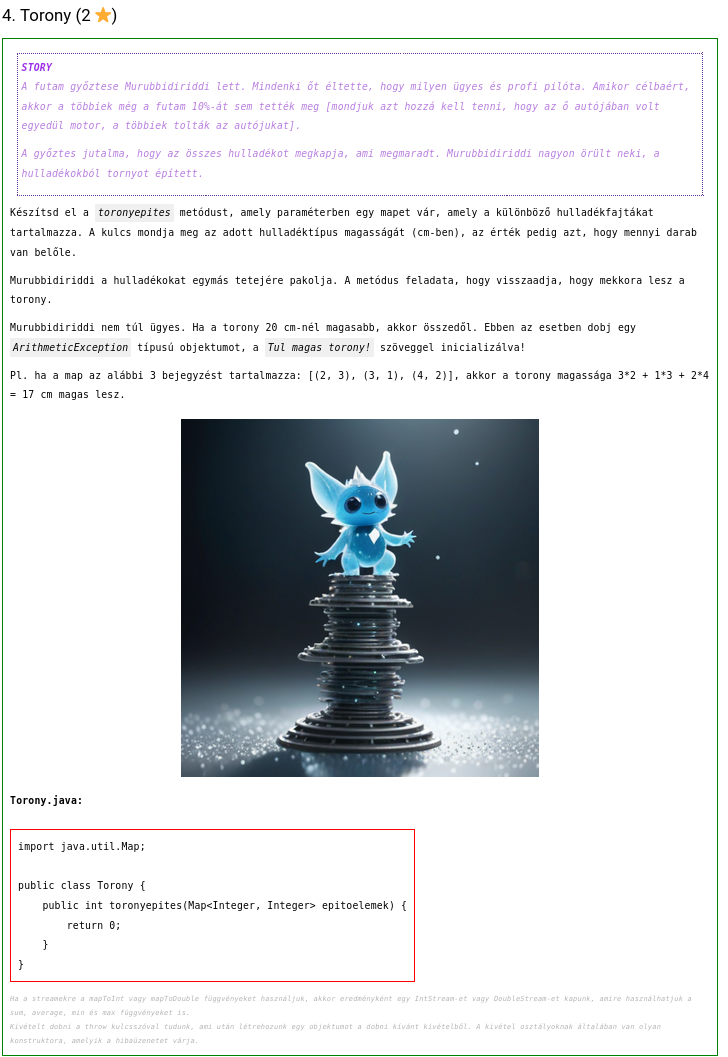 4. Torony (2 ⭐)
STORY
A futam győztese Murubbidiriddi lett. Mindenki őt éltette, hogy milyen ügyes és profi pilóta. Amikor célbaért,
akkor a többiek még a futam 10%-át sem tették meg [mondjuk azt hozzá kell tenni, hogy az ő autójában volt
egyedül motor, a többiek tolták az autójukat].
A győztes jutalma, hogy az összes hulladékot megkapja, ami megmaradt. Murubbidiriddi nagyon örült neki, a
hulladékokból tornyot épített.
Készítsd el a toronyepites metódust, amely paraméterben egy mapet vár, amely a különböző hulladékfajtákat
tartalmazza. A kulcs mondja meg az adott hulladéktípus magasságát (cm-ben), az érték pedig azt, hogy mennyi darab
van belőle.
Murubbidiriddi a hulladékokat egymás tetejére pakolja. A metódus feladata, hogy visszaadja, hogy mekkora lesz a
torony.
Murubbidiriddi nem túl ügyes. Ha a torony 20 cm-nél magasabb, akkor összedől. Ebben az esetben dobj egy
ArithmeticException típusú objektumot, a Tul magas torony! szöveggel inicializálva!
Pl. ha a map az alábbi 3 bejegyzést tartalmazza: [(2, 3), (3, 1), (4, 2)], akkor a torony magassága 3*2 + 1*3 + 2*4
= 17 cm magas lesz.
Torony.java:
import java.util.Map;
public class Torony {
    public int toronyepites(Map<Integer, Integer> epitoelemek) {
        return 0;
    }
}
Ha a streamekre a mapToInt vagy mapToDouble függvényeket használjuk, akkor eredményként egy IntStream-et vagy DoubleStream-et kapunk, amire használhatjuk a
sum, average, min és max függvényeket is.
Kivételt dobni a throw kulcsszóval tudunk, ami után létrehozunk egy objektumot a dobni kívánt kivételből. A kivétel osztályoknak általában van olyan
konstruktora, amelyik a hibaüzenetet várja.